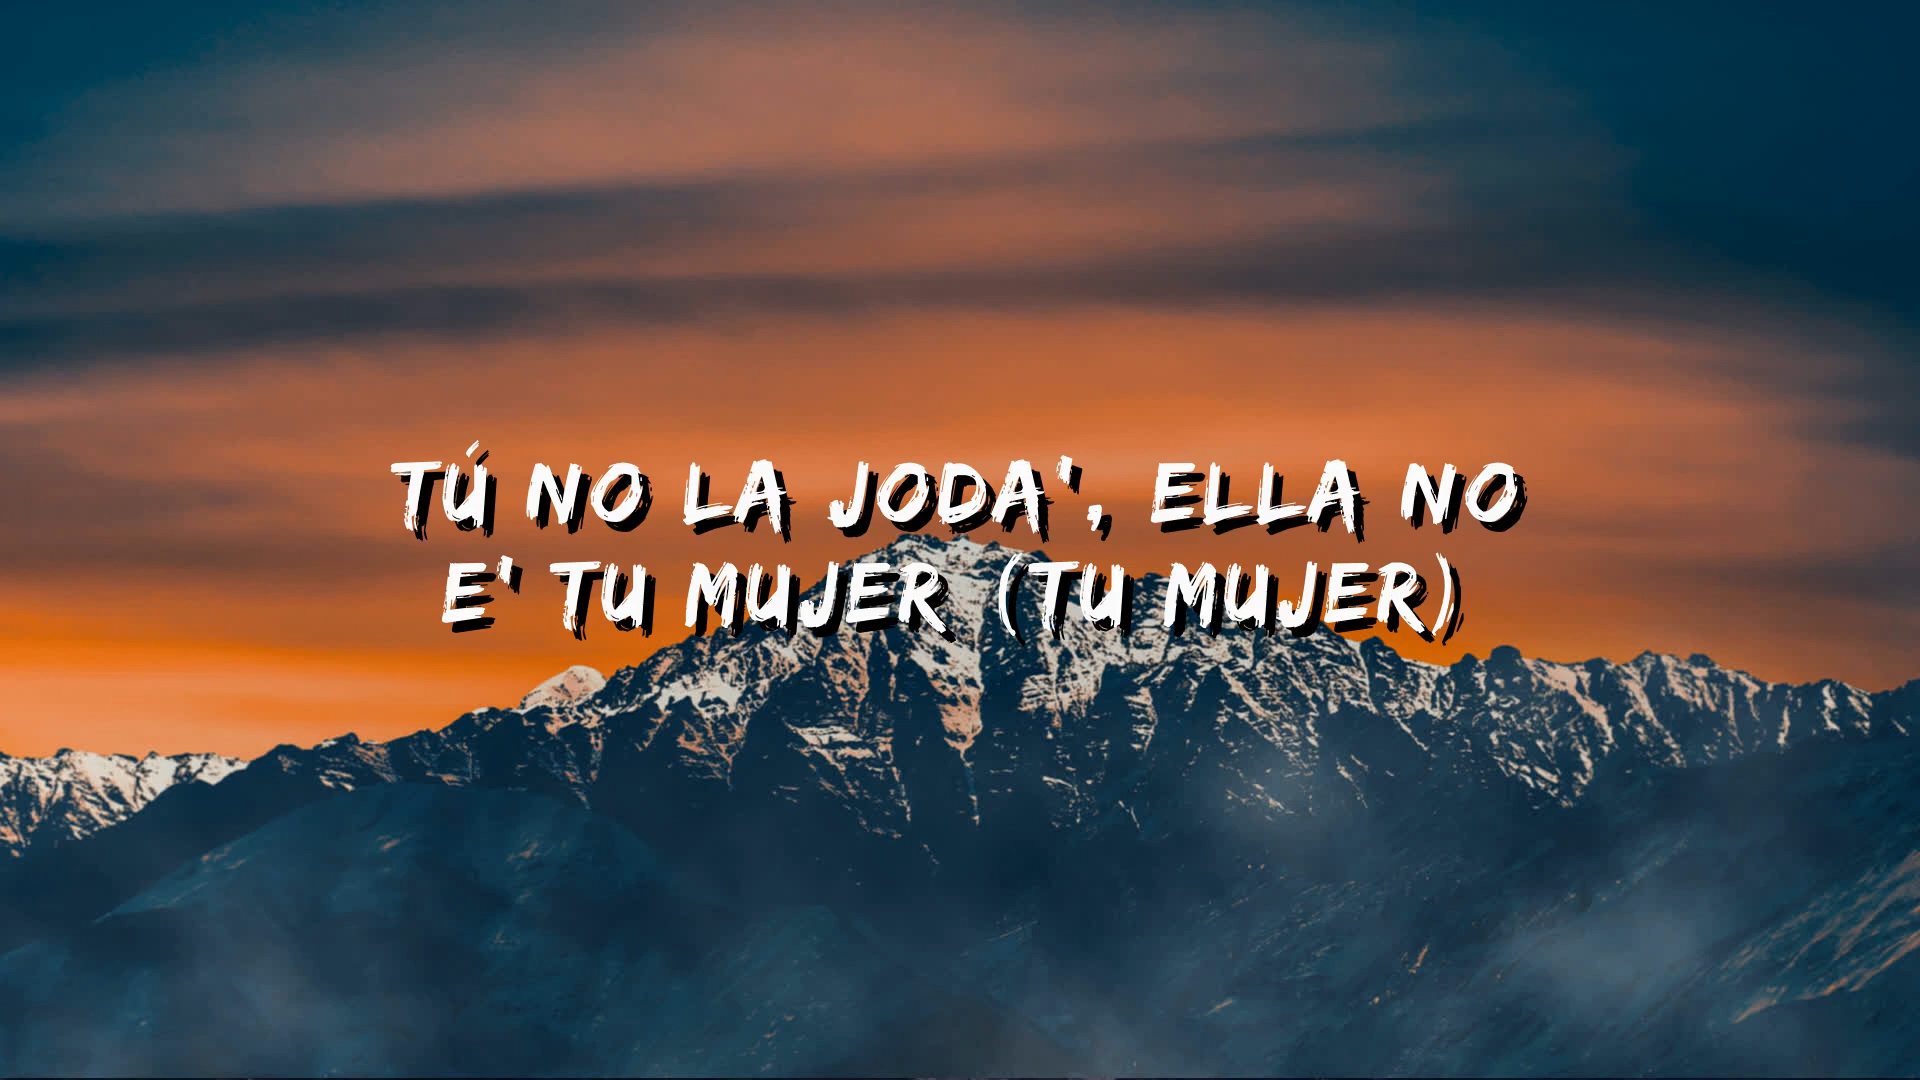 TÚ NO LA JODA', ELLA NO
E' TU MUJER (TU MUJER)